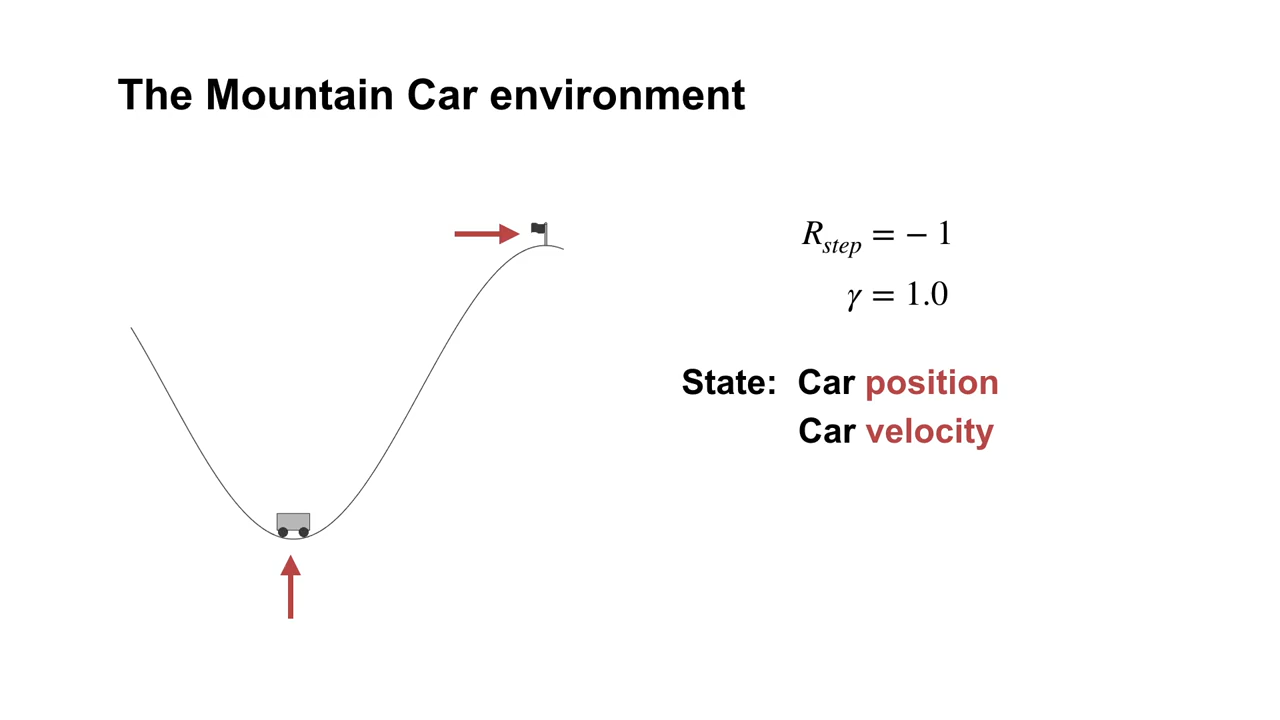 The Mountain Car environment
R_step = − 1
γ = 1.0
State: Car position
Car velocity